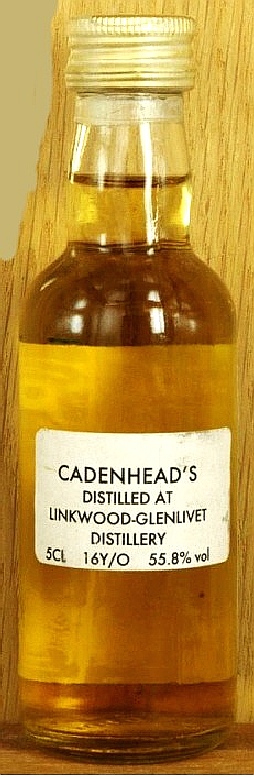 CADENHEAD'S
DISTILLED AT
LINKWOOD-GLENLIVET
DISTILLERY
5CL 16Y/O 55.8% vol